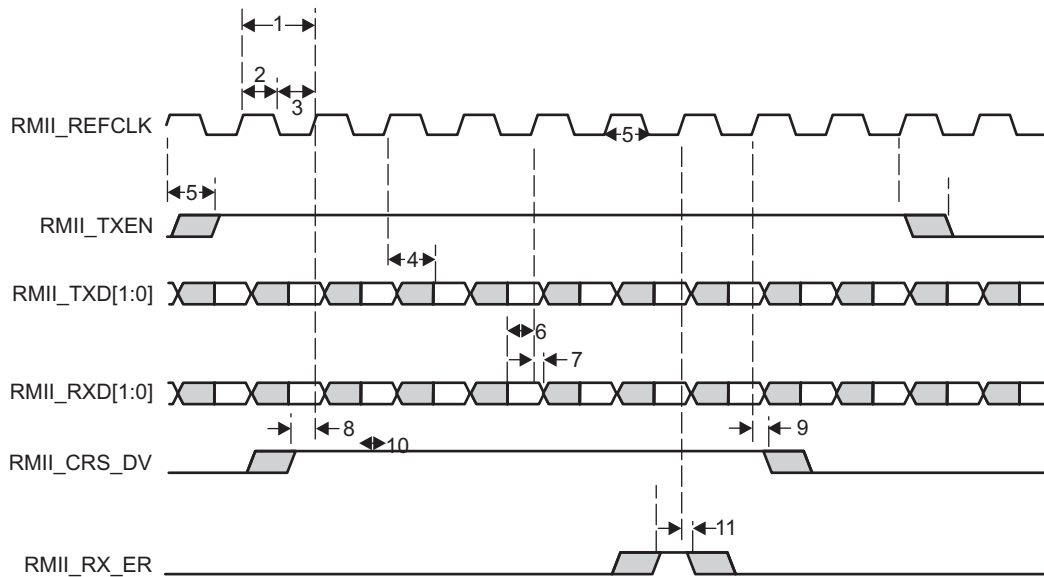 1
2
3
RMII_REFCLK
5
5
RMII_TXEN
4
RMII_TXD[1:0]
6
7
RMII_RXD[1:0]
8
9
10
RMII_CRS_DV
11
RMII_RX_ER